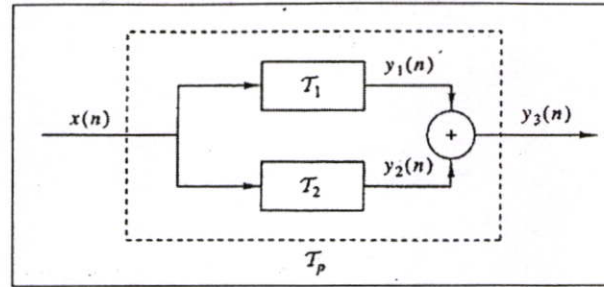 𝒯₁
y₁(n)
x(n)
+
y₃(n)
𝒯₂
y₂(n)
𝒯ₚ